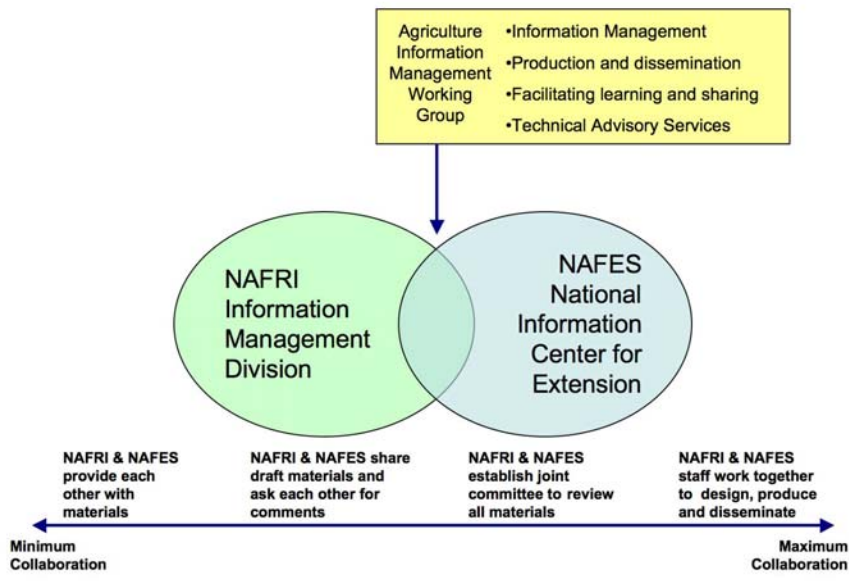 Agriculture
Information
Management
Working
Group
•Information Management
•Production and dissemination
•Facilitating learning and sharing
•Technical Advisory Services
NAFRI
Information
Management
Division
NAFES
National
Information
Center for
Extension
NAFRI & NAFES
provide each
other with
materials
NAFRI & NAFES share
draft materials and
ask each other for
comments
NAFRI & NAFES
establish joint
committee to review
all materials
NAFRI & NAFES
staff work together
to design, produce
and disseminate
Minimum
Collaboration
Maximum
Collaboration